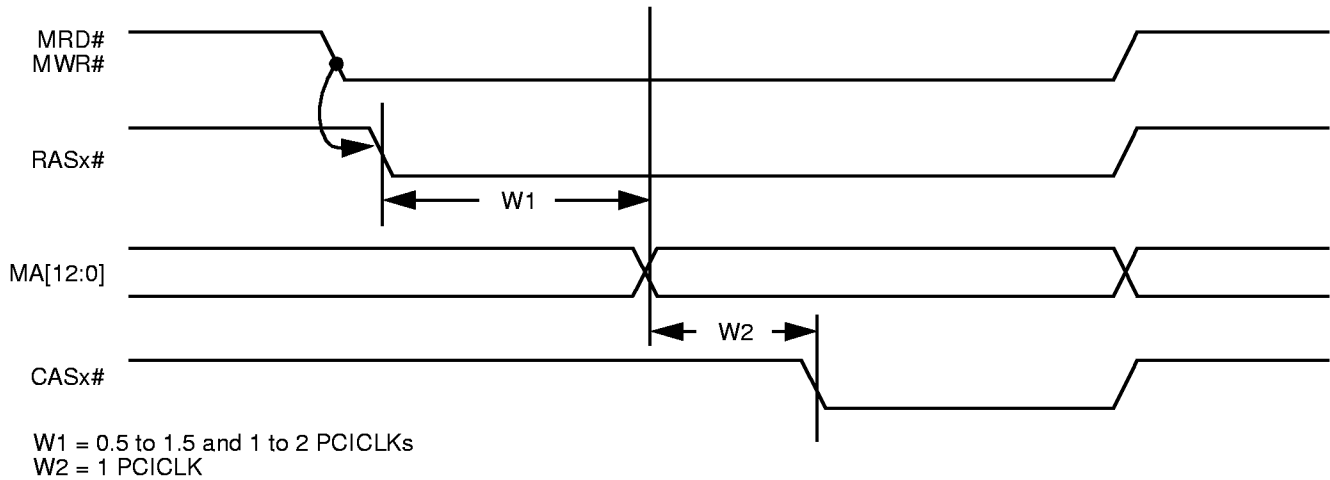 MRD#
MWR#
RASx#
W1
MA[12:0]
W2
CASx#
W1 = 0.5 to 1.5 and 1 to 2 PCICLKs
W2 = 1 PCICLK